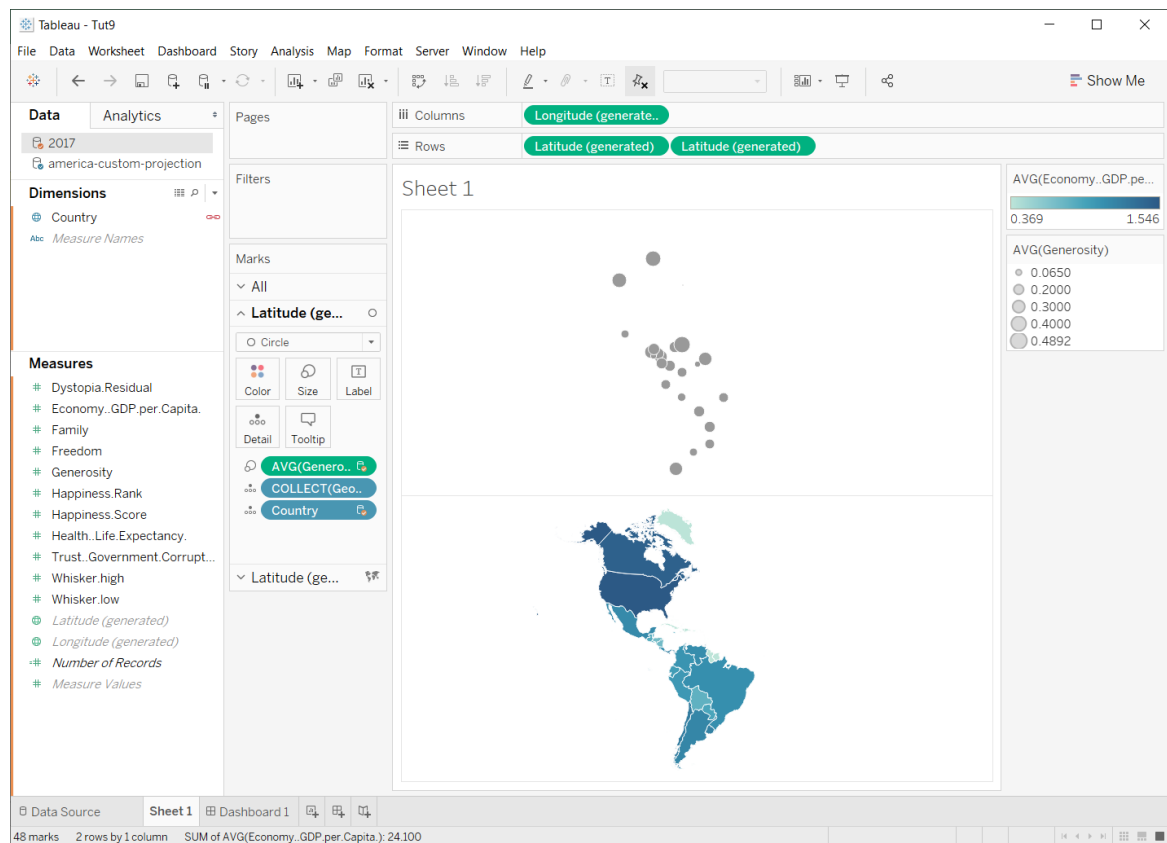 Tableau - Tut9
File Data Worksheet Dashboard Story Analysis Map Format Server Window Help
Show Me
Data Analytics
2017
america-custom-projection
Dimensions
Country
Abc Measure Names
Measures
# Dystopia.Residual
# Economy..GDP.per.Capita.
# Family
# Freedom
# Generosity
# Happiness.Rank
# Happiness.Score
# Health..Life.Expectancy.
# Trust..Government.Corrupt...
# Whisker.high
# Whisker.low
Latitude (generated)
Longitude (generated)
=# Number of Records
# Measure Values
Pages
Filters
Marks
All
Latitude (ge...
Circle
Color Size Label
Detail Tooltip
AVG(Genero..
COLLECT(Geo..
Country
Latitude (ge...
Columns Longitude (generate..
Rows Latitude (generated) Latitude (generated)
Sheet 1
AVG(Economy..GDP.pe...
0.369 1.546
AVG(Generosity)
0.0650
0.2000
0.3000
0.4000
0.4892
Data Source Sheet 1 Dashboard 1
48 marks 2 rows by 1 column SUM of AVG(Economy..GDP.per.Capita.): 24.100